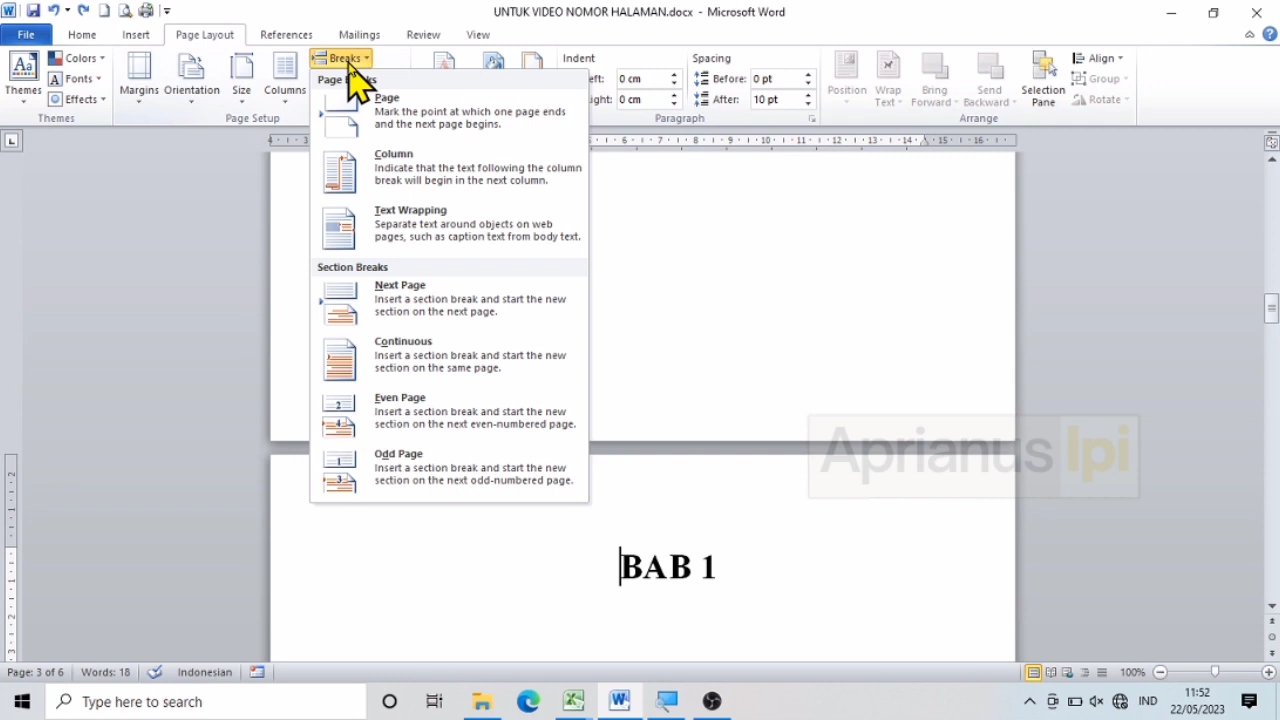 UNTUK VIDEO NOMOR HALAMAN.docx - Microsoft Word
File Home Insert Page Layout References Mailings Review View
Themes
Colors
Fonts
Effects
Themes
Margins Orientation Size Columns
Breaks
Page Setup
Indent
Left: 0 cm
Right: 0 cm
Spacing
Before: 0 pt
After: 10 pt
Paragraph
Position Wrap Text Bring Forward Send Backward Selection Pane
Align
Group
Rotate
Arrange
Page
Mark the point at which one page ends
and the next page begins.
Column
Indicate that the text following the column
break will begin in the next column.
Text Wrapping
Separate text around objects on web
pages, such as caption text from body text.
Section Breaks
Next Page
Insert a section break and start the new
section on the next page.
Continuous
Insert a section break and start the new
section on the same page.
Even Page
Insert a section break and start the new
section on the next even-numbered page.
Odd Page
Insert a section break and start the new
section on the next odd-numbered page.
Aprianus Ipi
BAB 1
Page: 3 of 6 Words: 18 Indonesian 100%
Type here to search
IND
11:52
22/05/2023